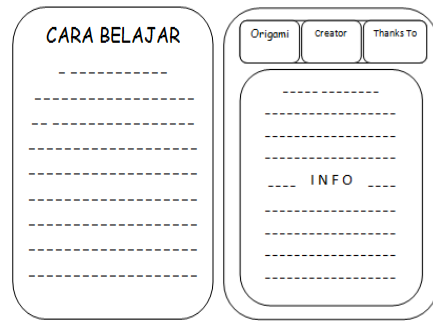 CARA BELAJAR
Origami
Creator
Thanks To
INFO